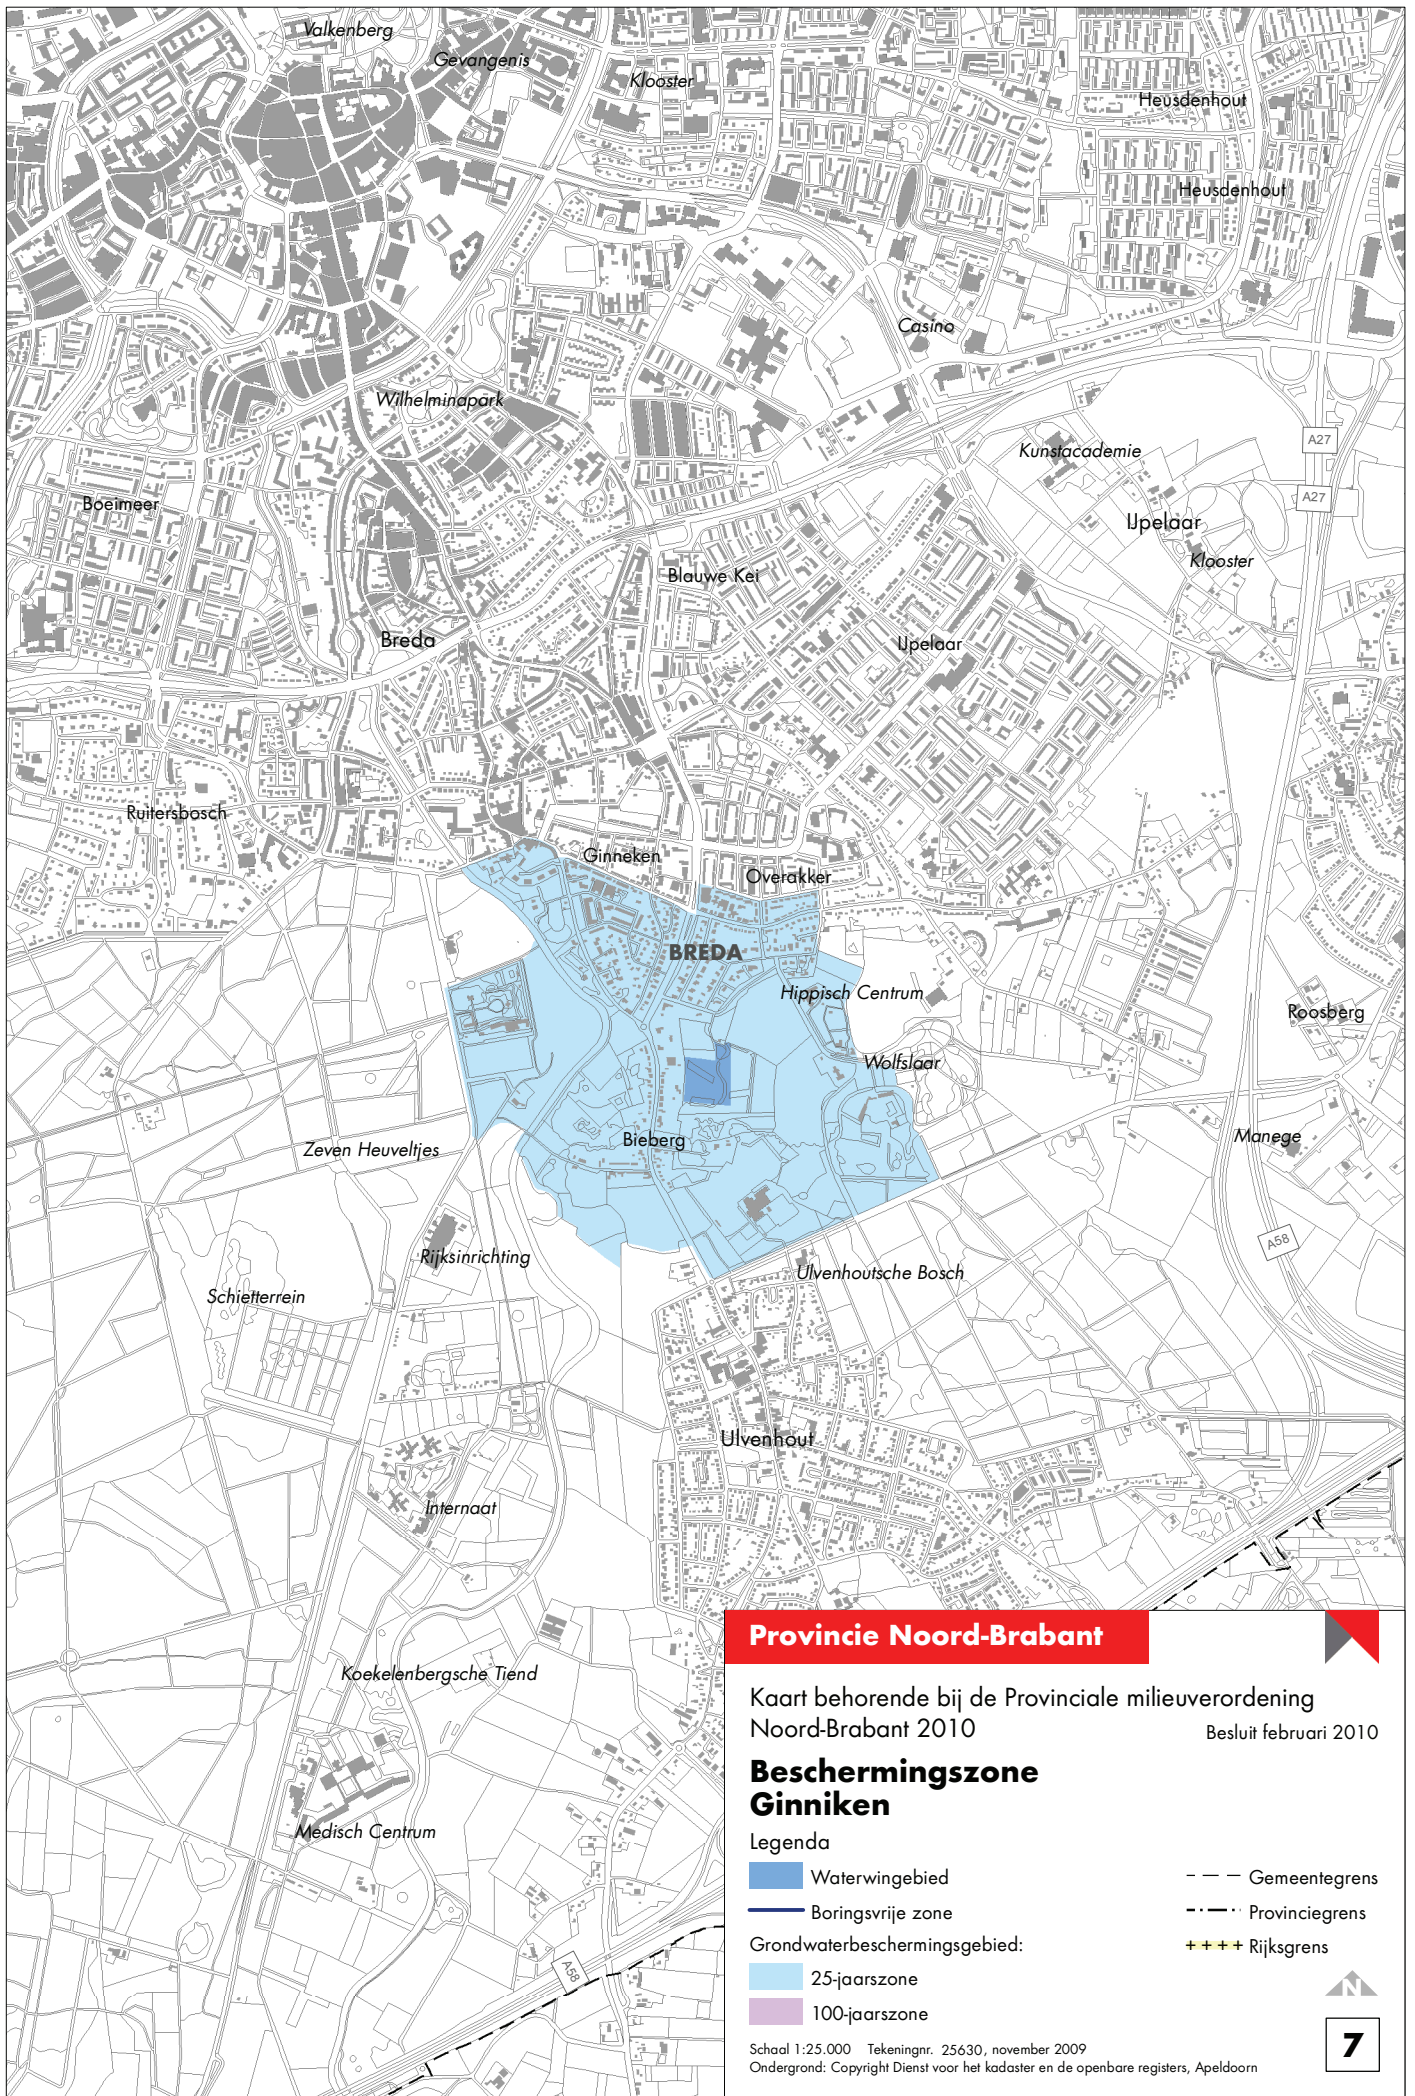 Valkenberg
Gevangenis
Klooster
Heusdenhout
Heusdenhout
Casino
Wilhelminapark
A27
Kunstacademie
A27
Boeimeer
IJpelaar
Klooster
Blauwe Kei
Breda
IJpelaar
Ruitersbosch
Ginneken
Overakker
BREDA
Hippisch Centrum
Roosberg
Wolfslaar
Bieberg
Manege
Zeven Heuveltjes
A58
Rijksinrichting
Ulvenhoutsche Bosch
Schietterrein
Ulvenhout
Internaat
Koekelenbergsche Tiend
Medisch Centrum
A58
Provincie Noord-Brabant
Kaart behorende bij de Provinciale milieuverordening
Noord-Brabant 2010
Besluit februari 2010
Beschermingszone
Ginniken
Legenda
Waterwingebied
Gemeentegrens
Boringsvrije zone
Provinciegrens
Grondwaterbeschermingsgebied:
Rijksgrens
25-jaarszone
N
100-jaarszone
Schaal 1:25.000 Tekeningnr. 25630, november 2009
Ondergrond: Copyright Dienst voor het kadaster en de openbare registers, Apeldoorn
7